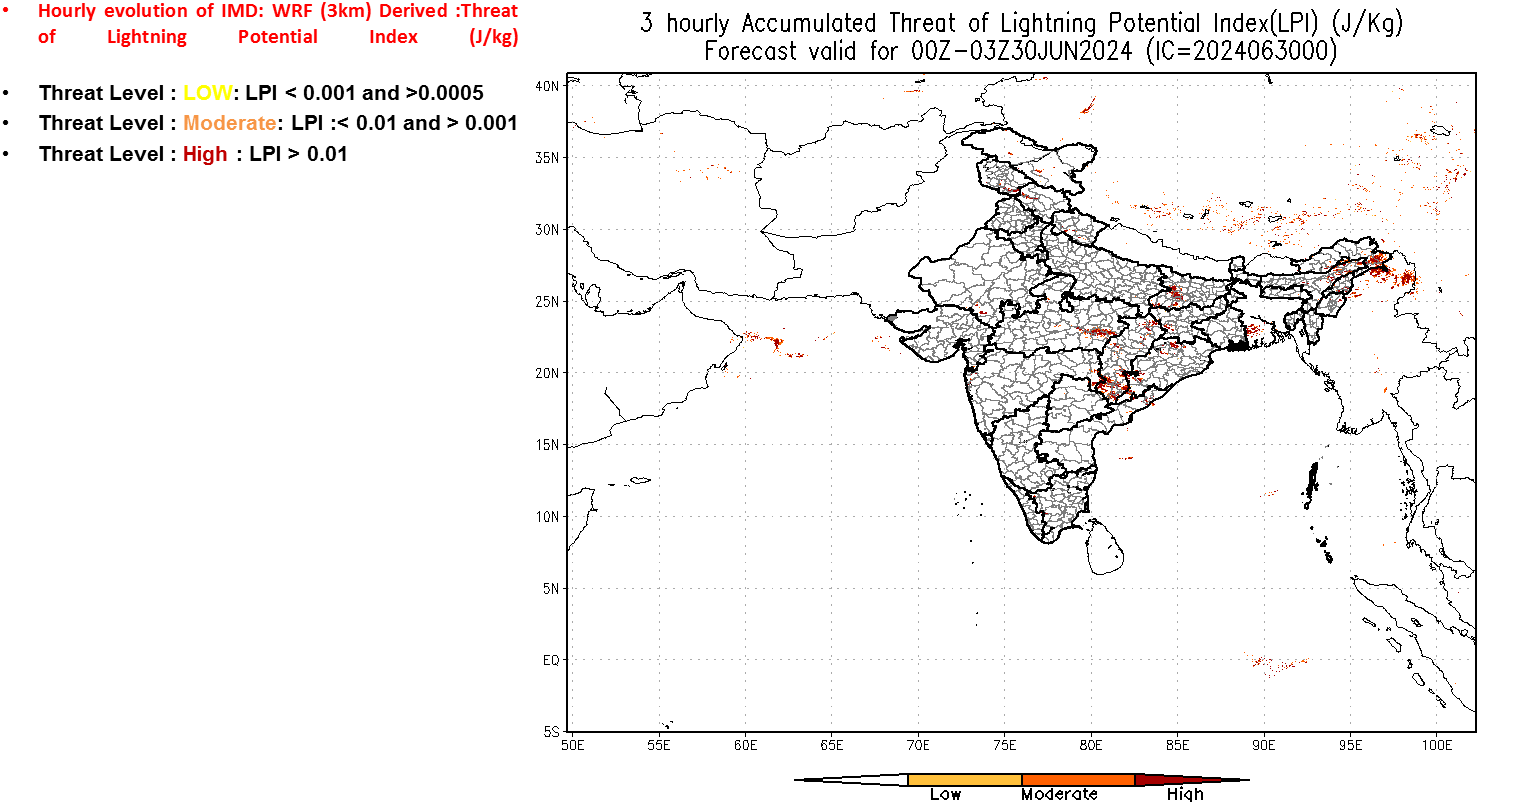 • Hourly evolution of IMD: WRF (3km) Derived :Threat
of Lightning Potential Index (J/kg)
• Threat Level : LOW: LPI < 0.001 and >0.0005
• Threat Level : Moderate: LPI :< 0.01 and > 0.001
• Threat Level : High : LPI > 0.01
3 hourly Accumulated Threat of Lightning Potential Index(LPI) (J/Kg)
Forecast valid for 00Z-03Z30JUN2024 (IC=2024063000)
40N
35N
30N
25N
20N
15N
10N
5N
EQ
5S
50E 55E 60E 65E 70E 75E 80E 85E 90E 95E 100E
Low Moderate High